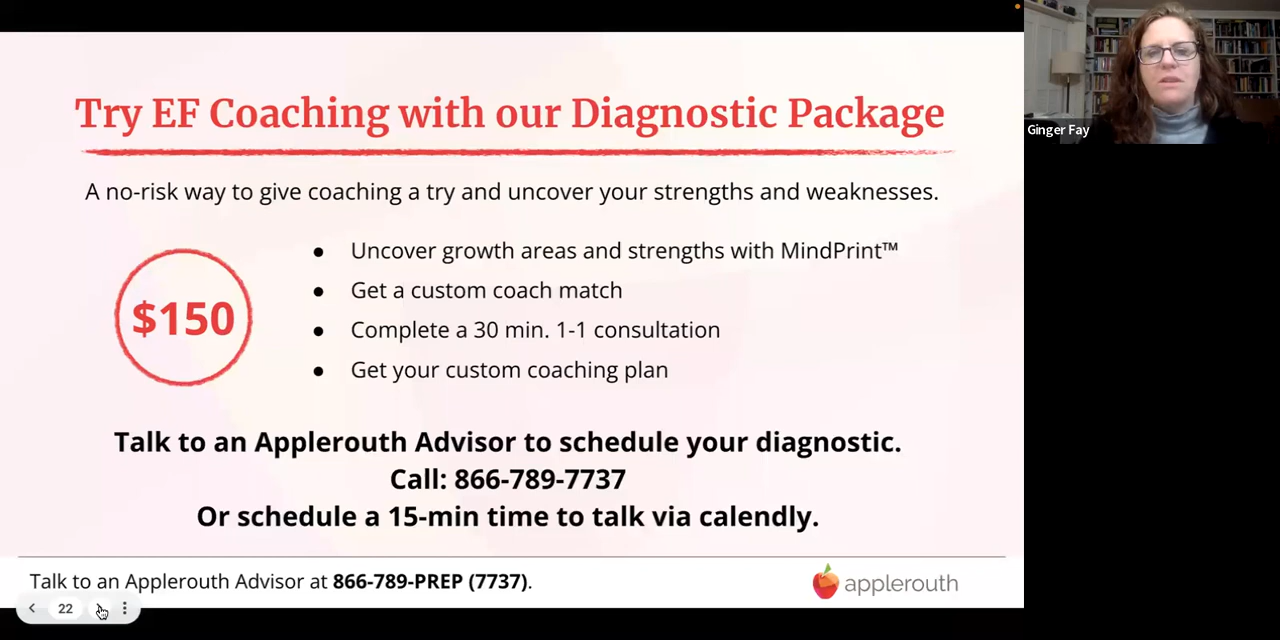 Try EF Coaching with our Diagnostic Package
A no-risk way to give coaching a try and uncover your strengths and weaknesses.
$150
● Uncover growth areas and strengths with MindPrint™
● Get a custom coach match
● Complete a 30 min. 1-1 consultation
● Get your custom coaching plan
Talk to an Applerouth Advisor to schedule your diagnostic.
Call: 866-789-7737
Or schedule a 15-min time to talk via calendly.
Talk to an Applerouth Advisor at 866-789-PREP (7737).
applerouth
22
Ginger Fay